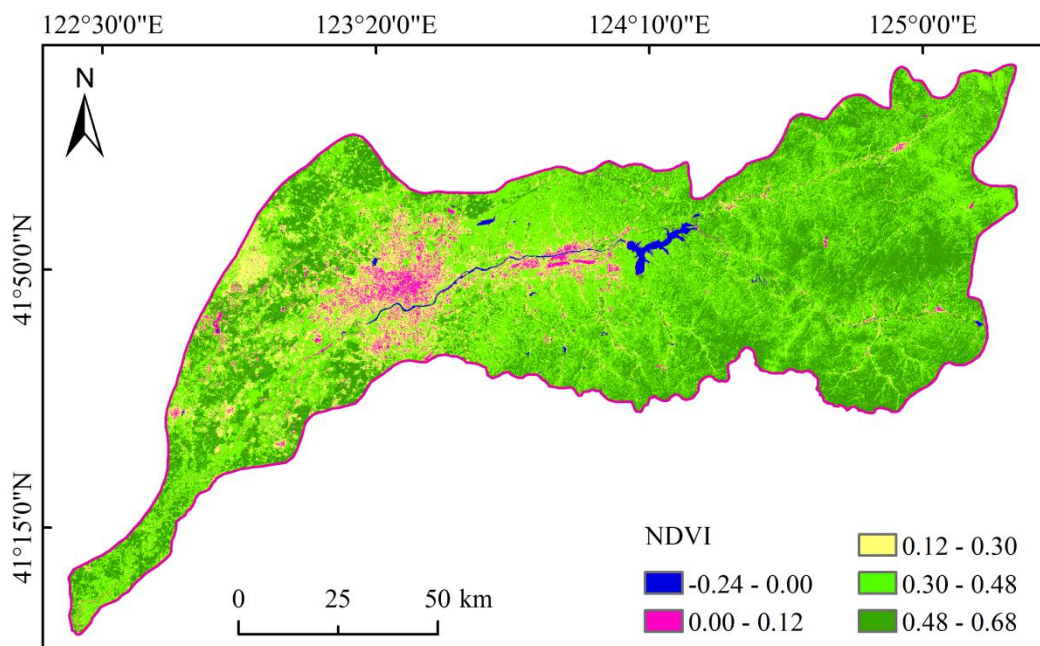 122°30'0"E 123°20'0"E 124°10'0"E 125°0'0"E
N
41°50'0"N
41°15'0"N
NDVI
-0.24 - 0.00
0.00 - 0.12
0.12 - 0.30
0.30 - 0.48
0.48 - 0.68
0 25 50 km